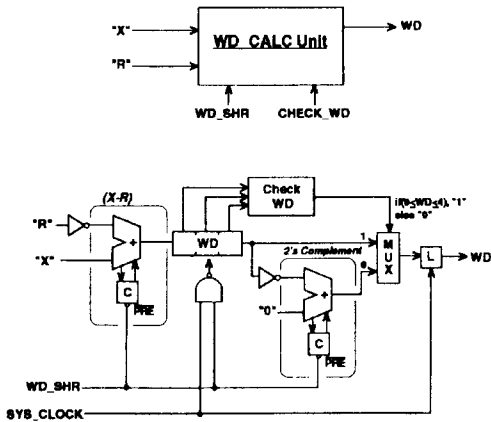 "X"
"R"
WD_CALC Unit
WD
WD_SHR
CHECK_WD
(X-R)
"R"
"X"
+
C
PRE
WD
Check
WD
if(0≤WD≤4), "1"
else "0"
1
0
MUX
L
WD
2's Complement
"0"
+
C
PRE
WD_SHR
SYS_CLOCK